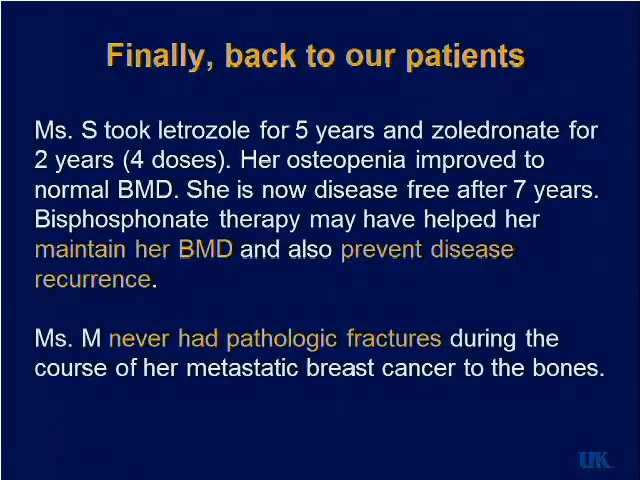 Finally, back to our patients
Ms. S took letrozole for 5 years and zoledronate for
2 years (4 doses). Her osteopenia improved to
normal BMD. She is now disease free after 7 years.
Bisphosphonate therapy may have helped her
maintain her BMD and also prevent disease
recurrence.
Ms. M never had pathologic fractures during the
course of her metastatic breast cancer to the bones.
UK